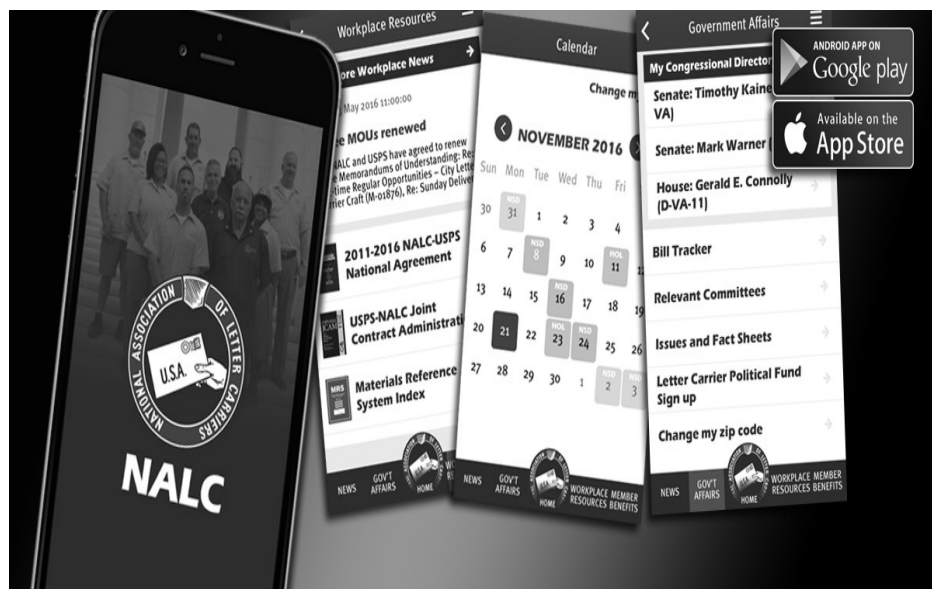 NATIONAL ASSOCIATION OF LETTER CARRIERS
U.S.A.
NALC
Workplace Resources
ore Workplace News
May 2016 11:00:00
ee MOUs renewed
NALC and USPS have agreed to renew
e Memorandums of Understanding: Re:
-time Regular Opportunities – City Lette
rier Craft (M-01876), Re: Sunday Deliver
2011-2016 NALC-USPS
National Agreement
JCAM
USPS-NALC Joint
Contract Administrati
MRS
Materials Reference
System Index
NEWS
GOV'T
AFFAIRS
HOME
Calendar
Change m
NOVEMBER 2016
Sun Mon Tue Wed Thu Fri
NSD
30 31 1 2 3 4
NSD HOL
6 7 8 9 10 11 12
NSD
13 14 15 16 17 18 19
HOL NSD
20 21 22 23 24 25 26
NSD NSD
27 28 29 30 1 2 3
NEWS
GOV'T
AFFAIRS
HOME
WORKPLACE
RESOURCES
MEMBER
BENEFITS
Government Affairs
My Congressional Director
Senate: Timothy Kaine
VA)
Senate: Mark Warner (
House: Gerald E. Connolly
(D-VA-11)
Bill Tracker
Relevant Committees
Issues and Fact Sheets
Letter Carrier Political Fund
Sign up
Change my zip code
NEWS
GOV'T
AFFAIRS
HOME
WORKPLACE
RESOURCES
MEMBER
BENEFITS
ANDROID APP ON
Google play
Available on the
App Store